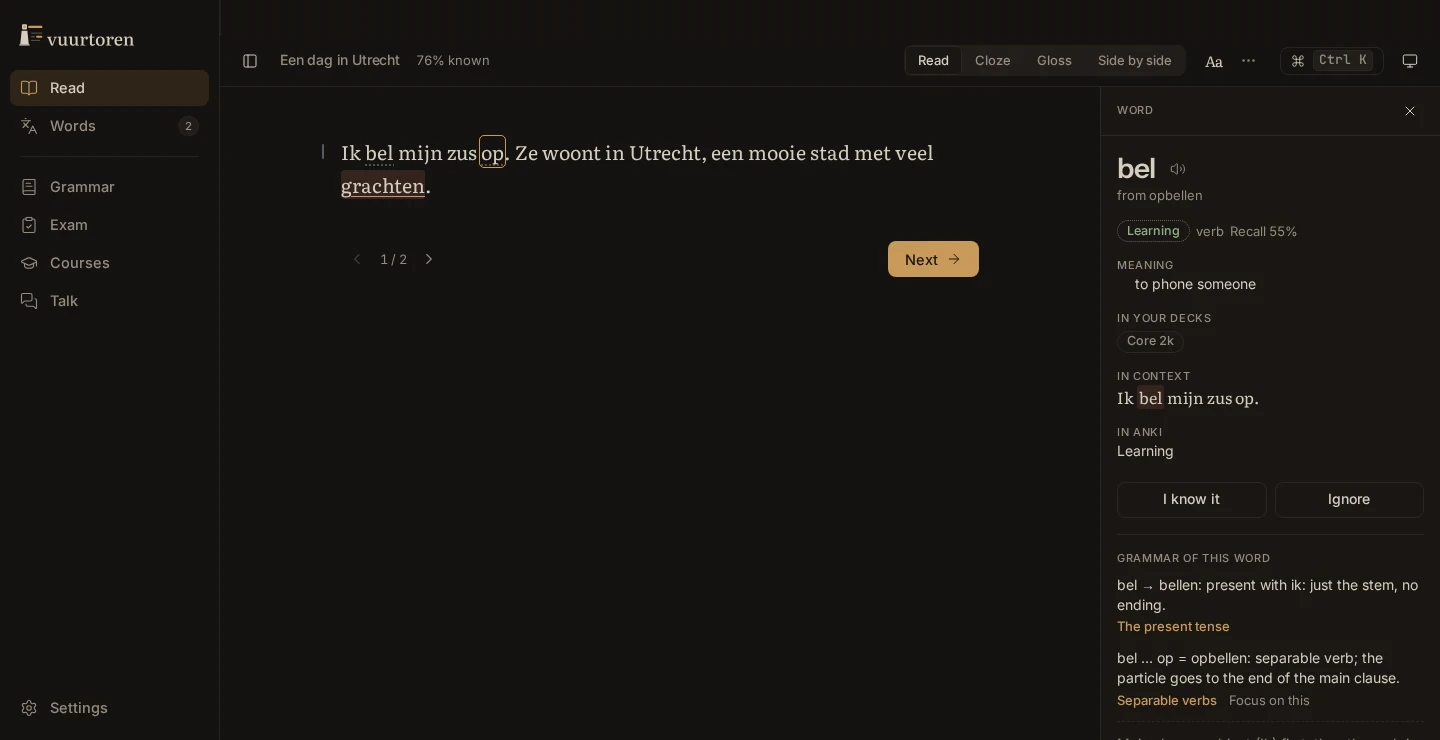 vuurtoren
Read
Words 2
Grammar
Exam
Courses
Talk
Settings
Een dag in Utrecht 76% known
Read Cloze Gloss Side by side Aa ⋯ ⌘ Ctrl K
Ik bel mijn zus op. Ze woont in Utrecht, een mooie stad met veel
grachten.
1 / 2
Next →
WORD
bel
from opbellen
Learning verb Recall 55%
MEANING
to phone someone
IN YOUR DECKS
Core 2k
IN CONTEXT
Ik bel mijn zus op.
IN ANKI
Learning
I know it Ignore
GRAMMAR OF THIS WORD
bel → bellen: present with ik: just the stem, no
ending.
The present tense
bel … op = opbellen: separable verb; the
particle goes to the end of the main clause.
Separable verbs Focus on this